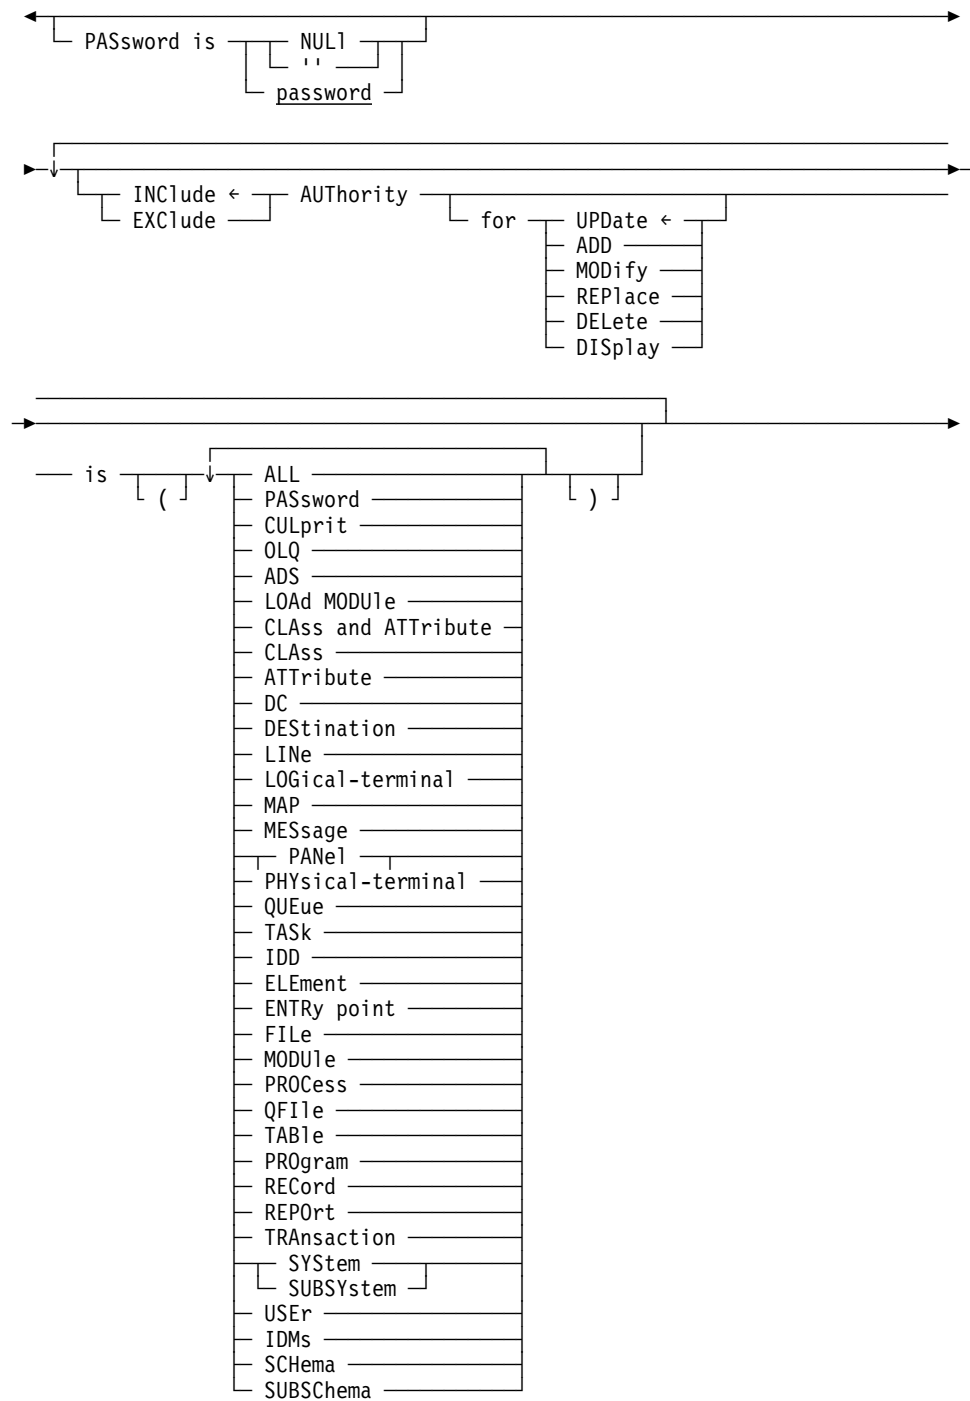 PASsword is NULl
''
password
INClude ← AUThority
EXClude for UPDate ←
ADD
MODify
REPlace
DELete
DISplay
is ( ALL )
PASsword
CULprit
OLQ
ADS
LOAd MODUle
CLAss and ATTribute
CLAss
ATTribute
DC
DEStination
LINe
LOGical-terminal
MAP
MESsage
PANel
PHYsical-terminal
QUEue
TASk
IDD
ELEment
ENTRy point
FILe
MODUle
PROCess
QFIle
TABle
PROgram
RECord
REPOrt
TRAnsaction
SYStem
SUBSYstem
USEr
IDMs
SCHema
SUBSChema